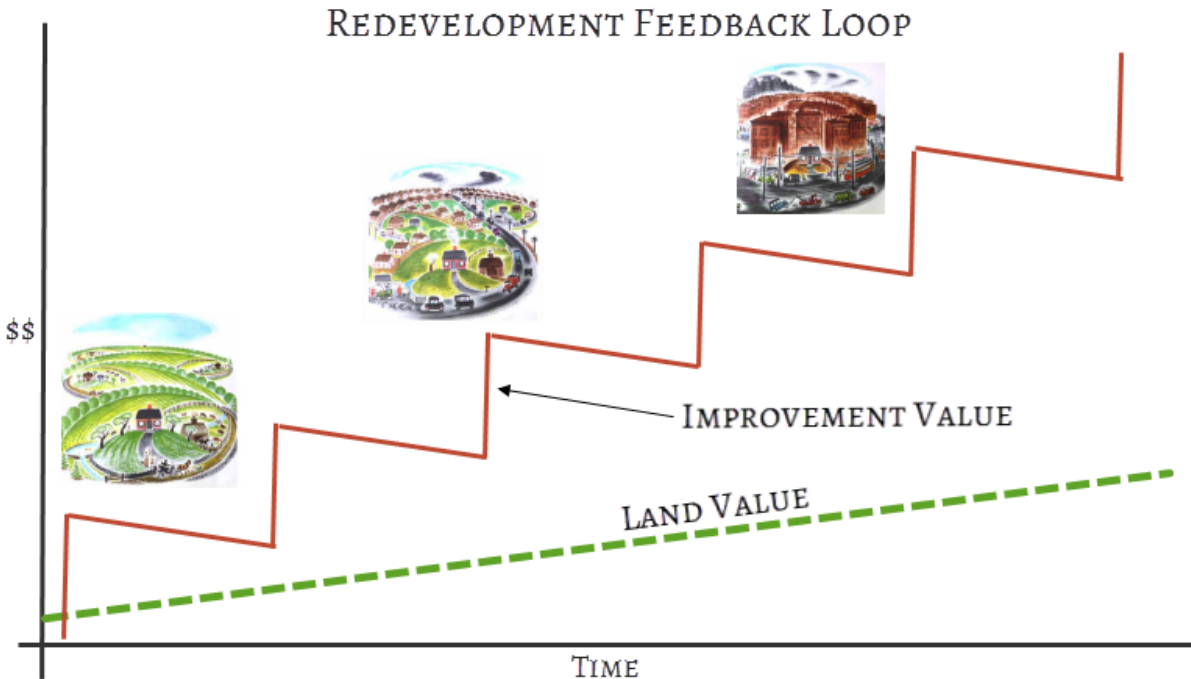 Redevelopment Feedback Loop
$$
Improvement Value
Land Value
Time